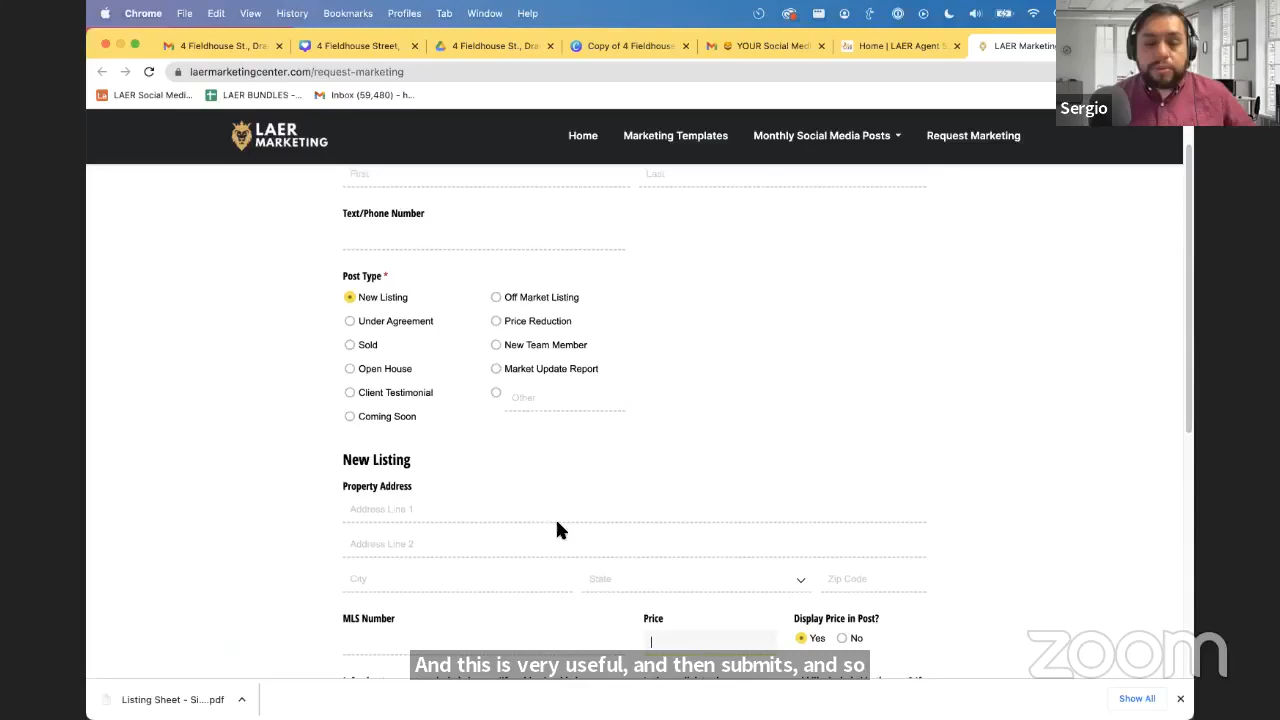 Chrome File Edit View History Bookmarks Profiles Tab Window Help
4 Fieldhouse St., Dra
4 Fieldhouse Street,
4 Fieldhouse St., Dra
Copy of 4 Fieldhouse
YOUR Social Med
Home | LAER Agent S
LAER Marketin
laermarketingcenter.com/request-marketing
LAER Social Medi...
LAER BUNDLES -...
Inbox (59,480) - h...
Sergio
LAER MARKETING
Home
Marketing Templates
Monthly Social Media Posts
Request Marketing
First
Last
Text/Phone Number
Post Type *
New Listing
Off Market Listing
Under Agreement
Price Reduction
Sold
New Team Member
Open House
Market Update Report
Client Testimonial
Other
Coming Soon
New Listing
Property Address
Address Line 1
Address Line 2
City
State
Zip Code
MLS Number
Price
Display Price in Post?
Yes
No
And this is very useful, and then submits, and so
zoom
Listing Sheet - Si....pdf
Show All